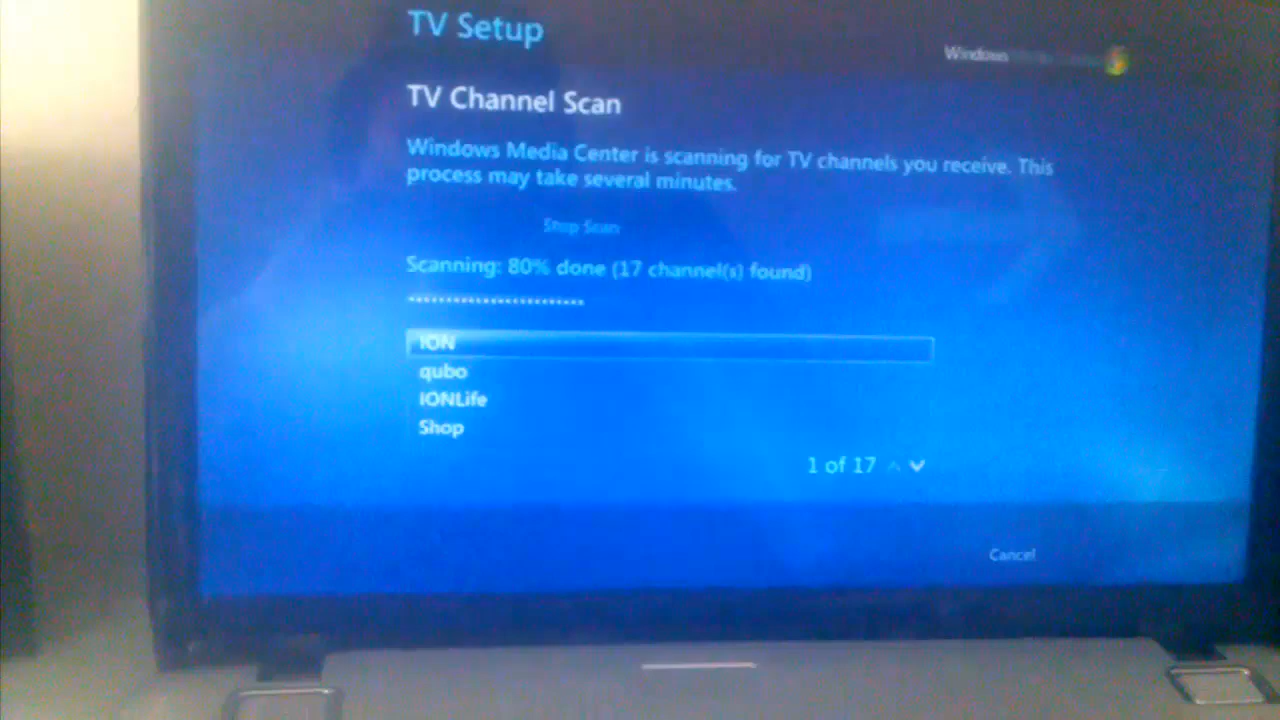 TV Setup
Windows
TV Channel Scan
Windows Media Center is scanning for TV channels you receive. This
process may take several minutes.
Stop Scan
Scanning: 80% done (17 channel(s) found)
ION
qubo
IONLife
Shop
1 of 17
Cancel